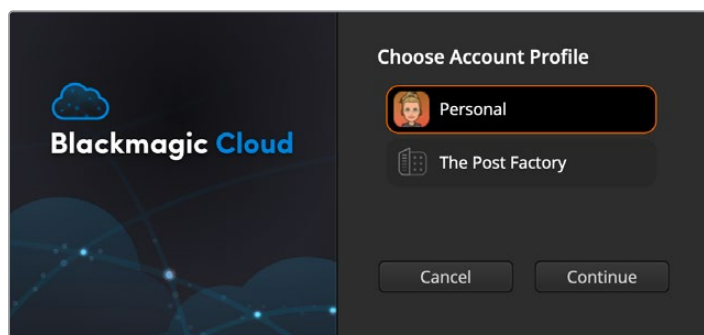 Blackmagic Cloud
Choose Account Profile
Personal
The Post Factory
Cancel
Continue